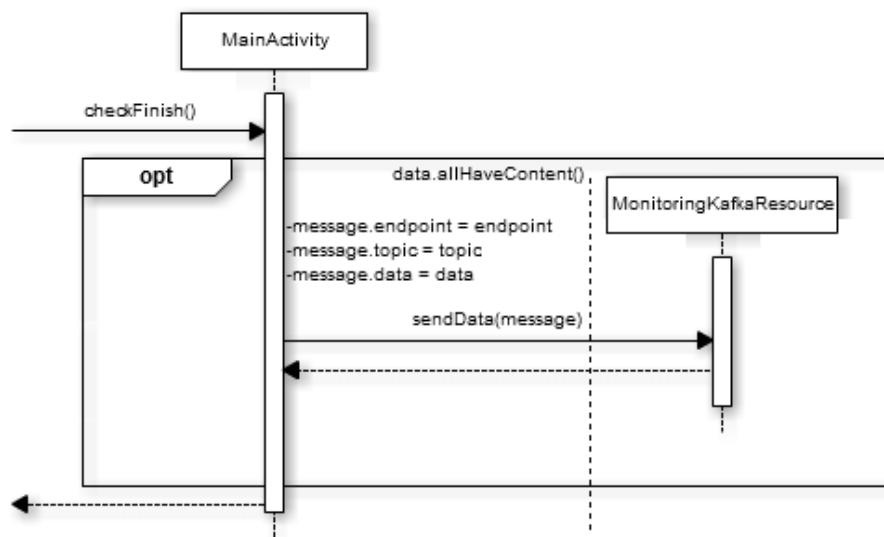 MainActivity
checkFinish()
opt
data.allHaveContent()
MonitoringKafkaResource
-message.endpoint = endpoint
-message.topic = topic
-message.data = data
sendData(message)